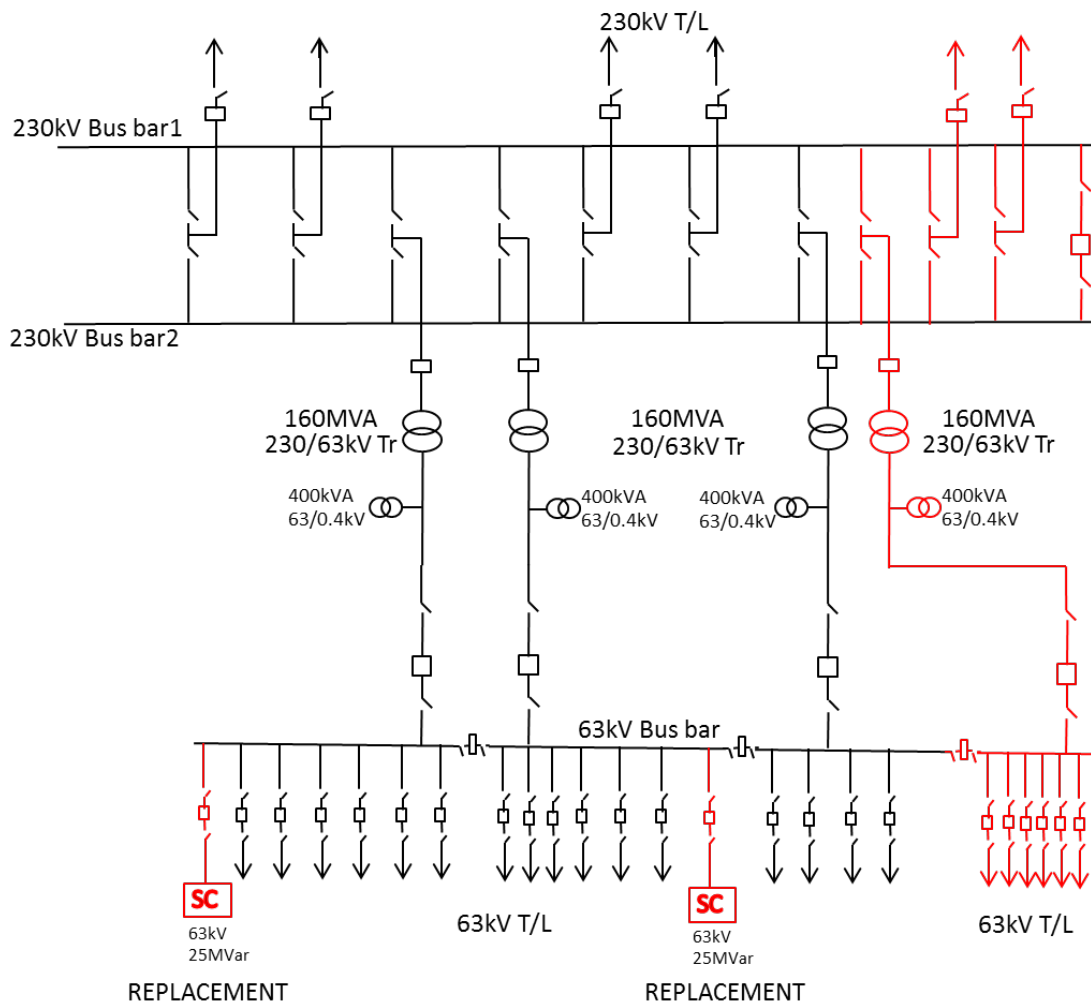 230kV T/L
230kV Bus bar1
230kV Bus bar2
160MVA
230/63kV Tr
160MVA
230/63kV Tr
160MVA
230/63kV Tr
400kVA
63/0.4kV
400kVA
63/0.4kV
400kVA
63/0.4kV
400kVA
63/0.4kV
63kV Bus bar
SC
63kV
25MVar
63kV T/L
SC
63kV
25MVar
63kV T/L
REPLACEMENT
REPLACEMENT